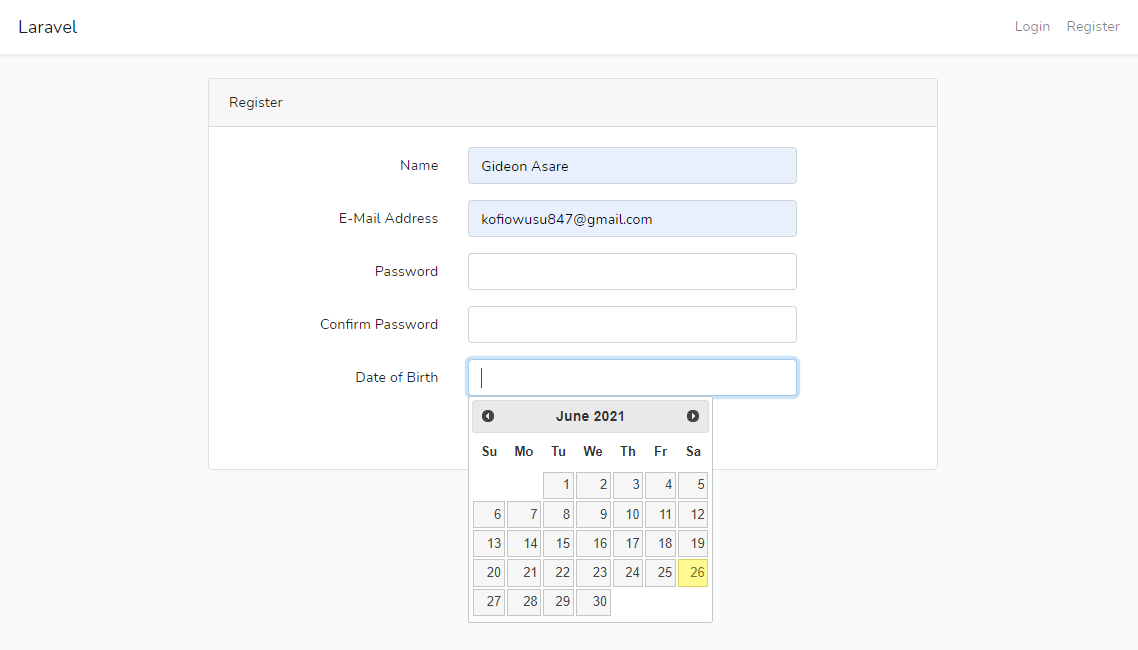 Laravel Login Register
Register
Name Gideon Asare
E-Mail Address kofiowusu847@gmail.com
Password
Confirm Password
Date of Birth
June 2021
Su Mo Tu We Th Fr Sa
1 2 3 4 5
6 7 8 9 10 11 12
13 14 15 16 17 18 19
20 21 22 23 24 25 26
27 28 29 30